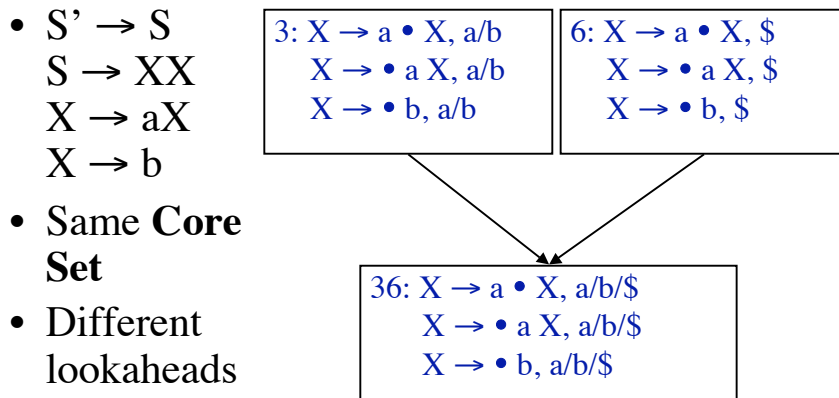 • S’ → S
S → XX
X → aX
X → b
• Same Core
Set
• Different
lookaheads
3: X → a • X, a/b
X → • a X, a/b
X → • b, a/b
6: X → a • X, $
X → • a X, $
X → • b, $
36: X → a • X, a/b/$
X → • a X, a/b/$
X → • b, a/b/$